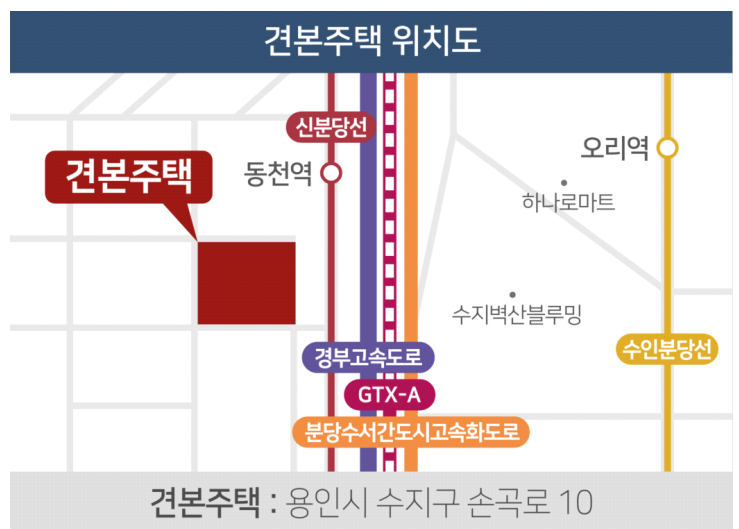 견본주택 위치도
신분당선
오리역
견본주택
동천역
하나로마트
수지벽산블루밍
경부고속도로
수인분당선
GTX-A
분당수서간도시고속화도로
견본주택 : 용인시 수지구 손곡로 10